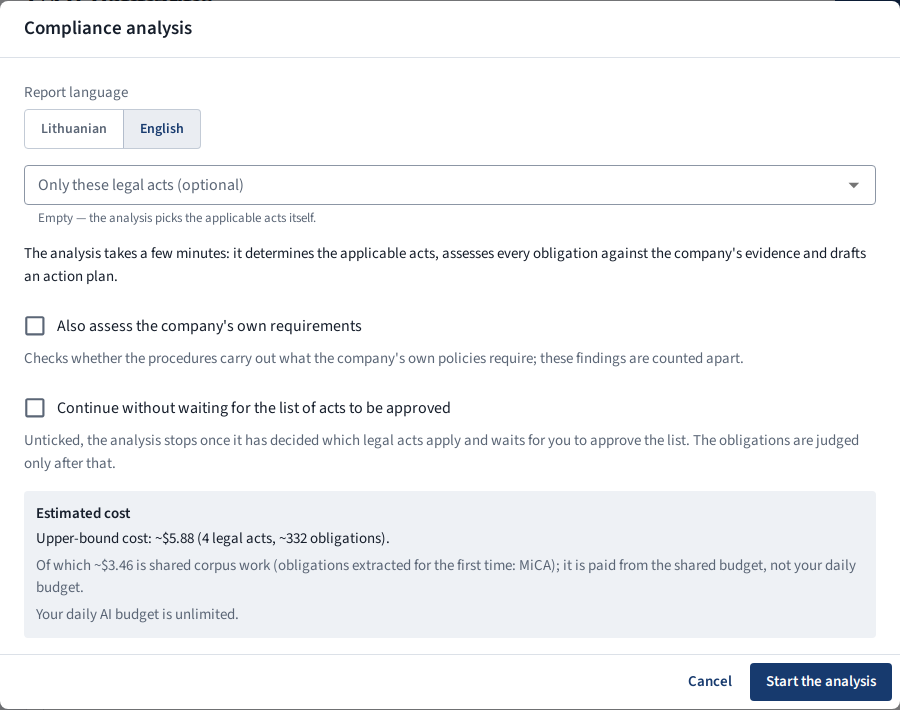 Compliance analysis
Report language
Lithuanian
English
Only these legal acts (optional)
Empty — the analysis picks the applicable acts itself.
The analysis takes a few minutes: it determines the applicable acts, assesses every obligation against the company's evidence and drafts
an action plan.
Also assess the company's own requirements
Checks whether the procedures carry out what the company's own policies require; these findings are counted apart.
Continue without waiting for the list of acts to be approved
Unticked, the analysis stops once it has decided which legal acts apply and waits for you to approve the list. The obligations are judged
only after that.
Estimated cost
Upper-bound cost: ~$5.88 (4 legal acts, ~332 obligations).
Of which ~$3.46 is shared corpus work (obligations extracted for the first time: MiCA); it is paid from the shared budget, not your daily
budget.
Your daily AI budget is unlimited.
Cancel
Start the analysis